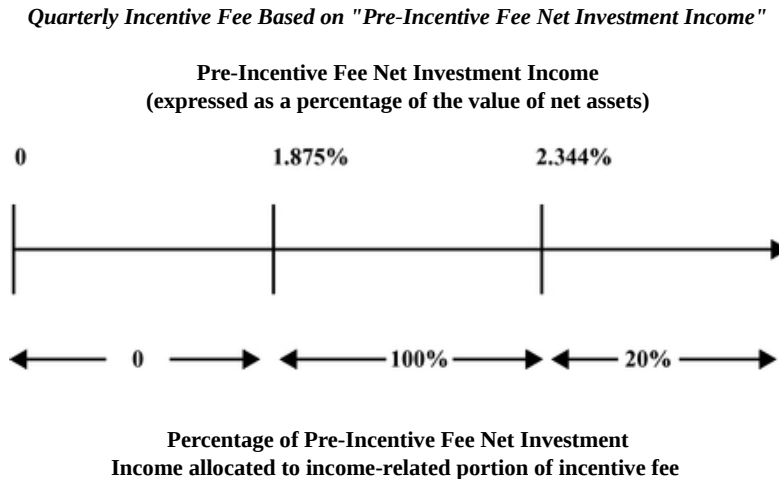 Quarterly Incentive Fee Based on "Pre-Incentive Fee Net Investment Income"
Pre-Incentive Fee Net Investment Income
(expressed as a percentage of the value of net assets)
0 1.875% 2.344%
0 100% 20%
Percentage of Pre-Incentive Fee Net Investment
Income allocated to income-related portion of incentive fee